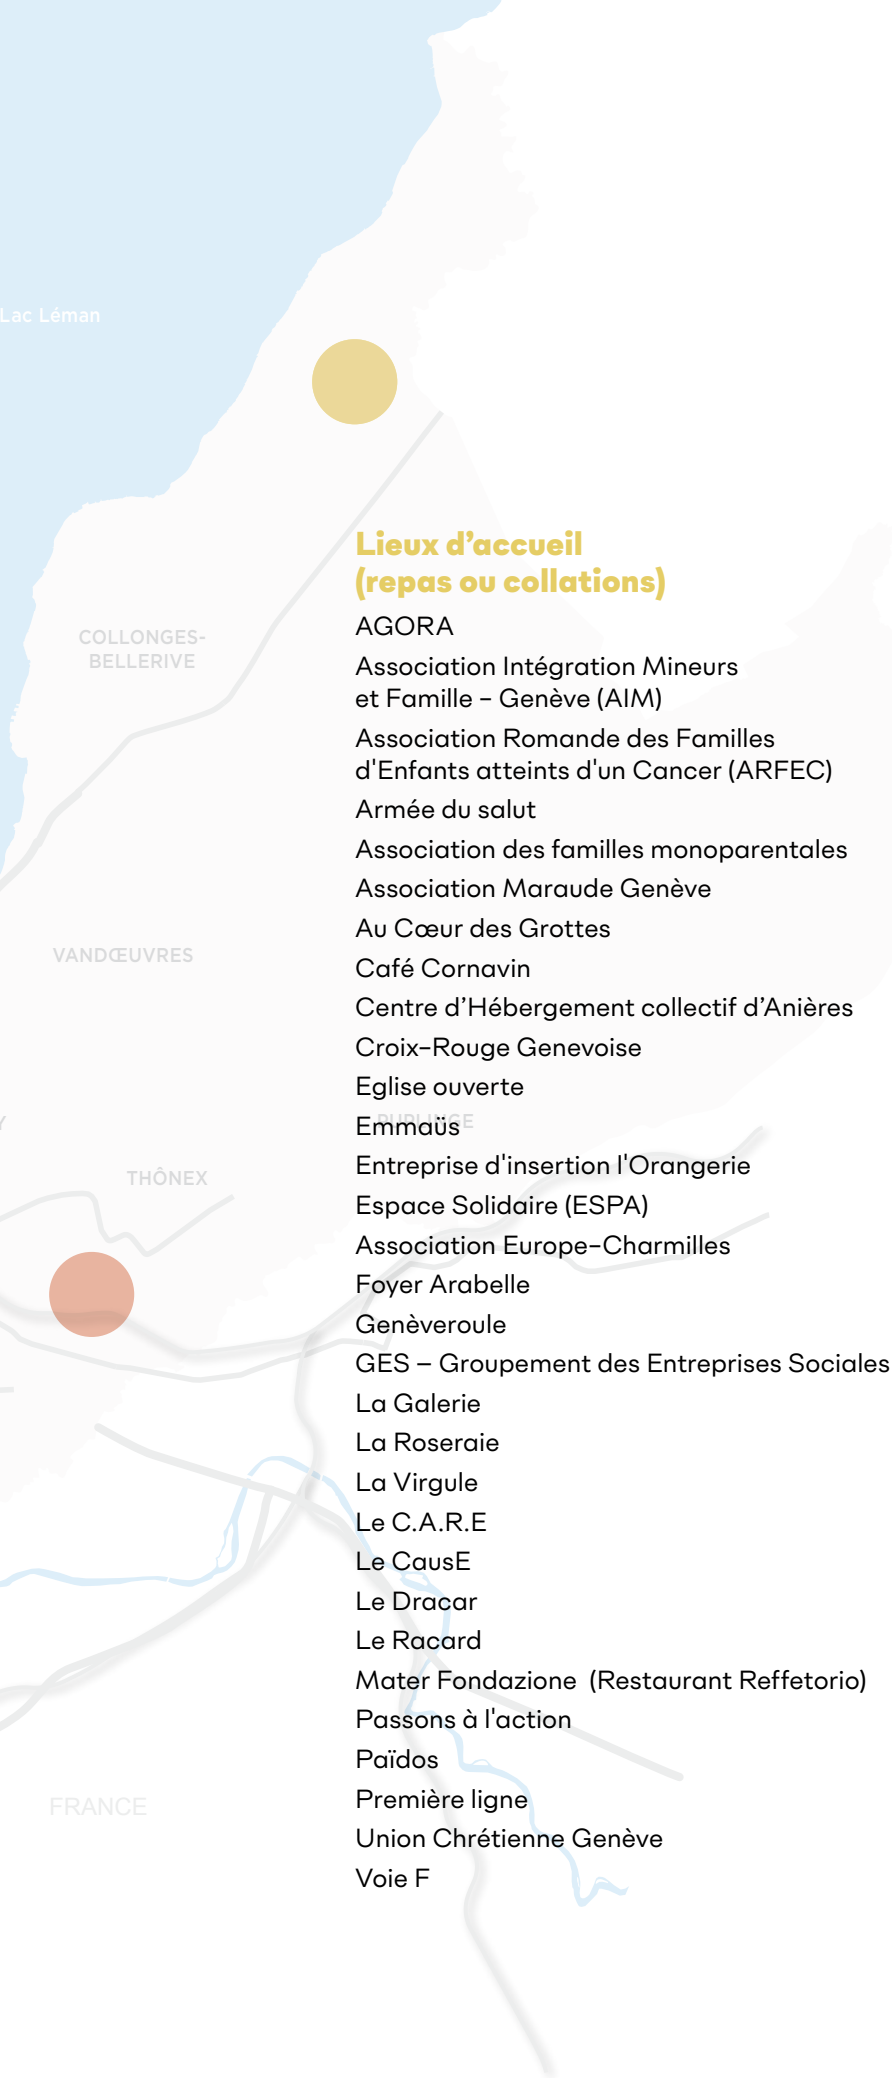 Lac Léman
COLLONGES-
BELLERIVE
VANDŒUVRES
Y
THÔNEX
PUPLINGE
FRANCE
Lieux d’accueil
(repas ou collations)
AGORA
Association Intégration Mineurs
et Famille – Genève (AIM)
Association Romande des Familles
d'Enfants atteints d'un Cancer (ARFEC)
Armée du salut
Association des familles monoparentales
Association Maraude Genève
Au Cœur des Grottes
Café Cornavin
Centre d’Hébergement collectif d’Anières
Croix-Rouge Genevoise
Eglise ouverte
Emmaüs
Entreprise d'insertion l'Orangerie
Espace Solidaire (ESPA)
Association Europe-Charmilles
Foyer Arabelle
Genèveroule
GES – Groupement des Entreprises Sociales
La Galerie
La Roseraie
La Virgule
Le C.A.R.E
Le CausE
Le Dracar
Le Racard
Mater Fondazione  (Restaurant Reffetorio)
Passons à l'action
Païdos
Première ligne
Union Chrétienne Genève
Voie F